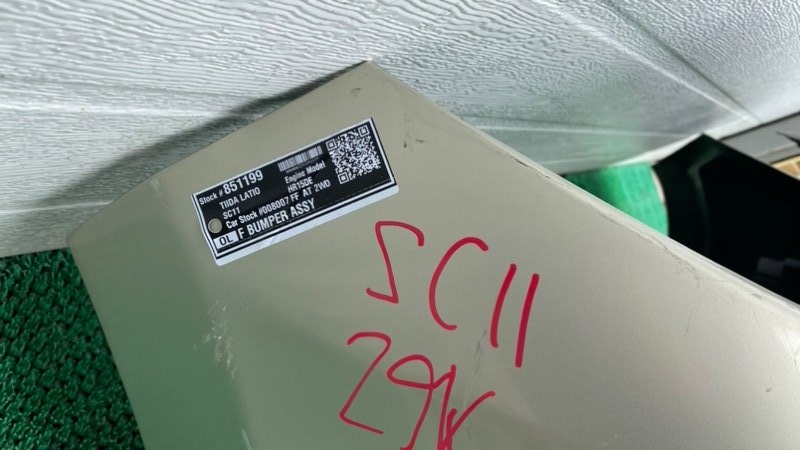 Stock # 851199
TIIDA LATIO
SC11
Engine Model
HR15DE
Car Stock #008007 FF AT 2WD
OL F BUMPER ASSY
SC11
29K